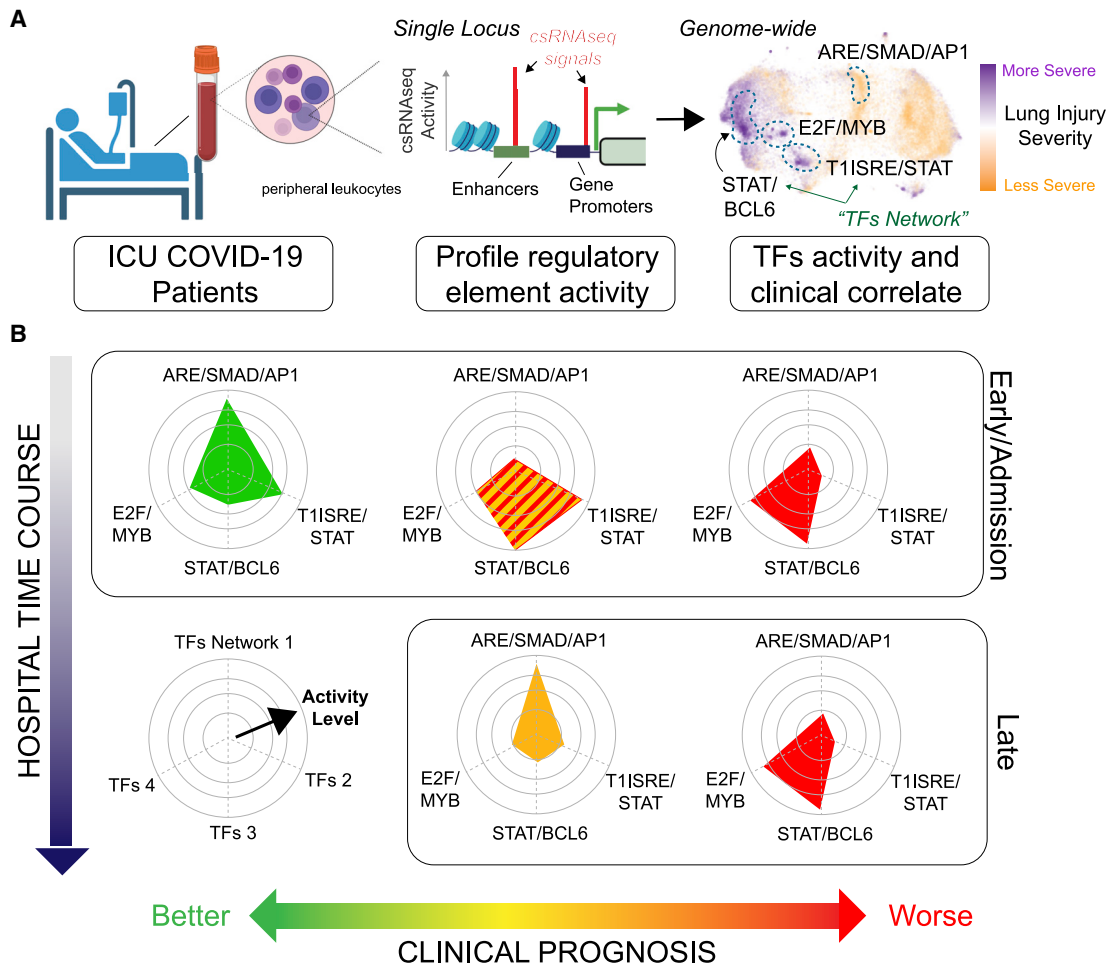 A
Single Locus
csRNAseq
signals
csRNAseq
Activity
Enhancers
Gene
Promoters
peripheral leukocytes
Genome-wide
ARE/SMAD/AP1
E2F/MYB
T1ISRE/STAT
STAT/
BCL6
"TFs Network"
More Severe
Lung Injury
Severity
Less Severe
ICU COVID-19
Patients
Profile regulatory
element activity
TFs activity and
clinical correlate
B
HOSPITAL TIME COURSE
ARE/SMAD/AP1
E2F/
MYB
T1ISRE/
STAT
STAT/BCL6
ARE/SMAD/AP1
E2F/
MYB
T1ISRE/
STAT
STAT/BCL6
ARE/SMAD/AP1
E2F/
MYB
T1ISRE/
STAT
STAT/BCL6
Early/Admission
TFs Network 1
Activity
Level
TFs 4
TFs 2
TFs 3
ARE/SMAD/AP1
E2F/
MYB
T1ISRE/
STAT
STAT/BCL6
ARE/SMAD/AP1
E2F/
MYB
T1ISRE/
STAT
STAT/BCL6
Late
Better
Worse
CLINICAL PROGNOSIS